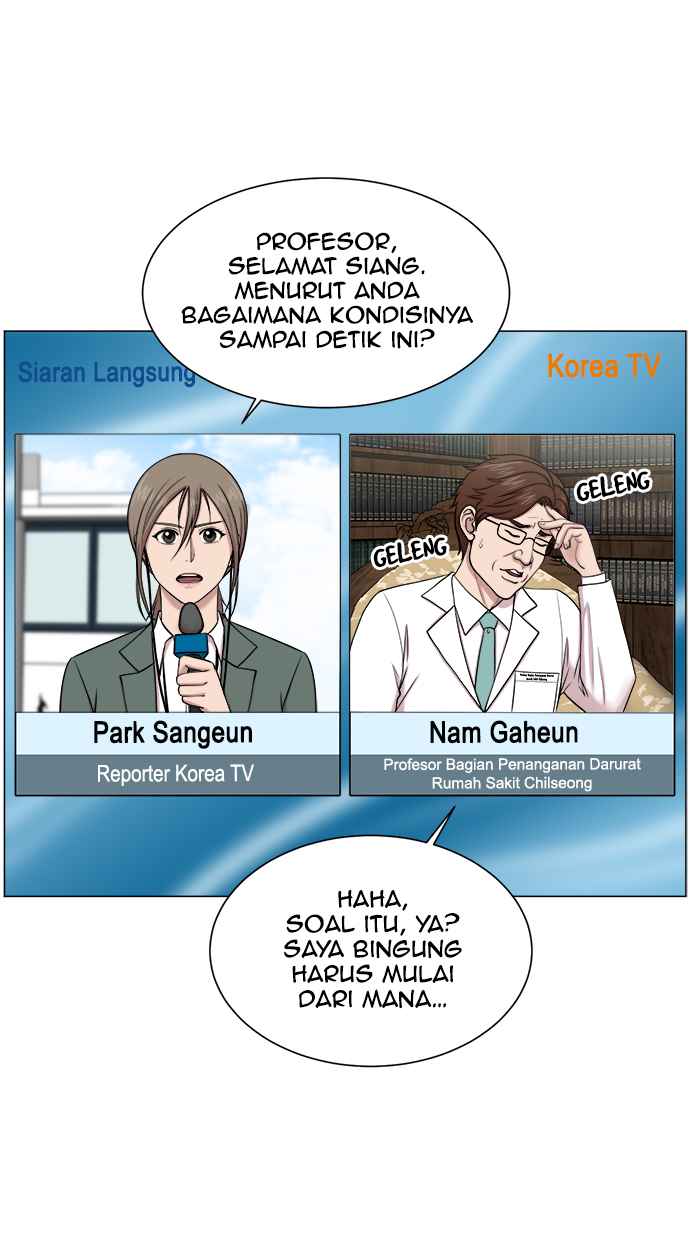 PROFESOR,
SELAMAT SIANG.
MENURUT ANDA
BAGAIMANA KONDISINYA
SAMPAI DETIK INI?
Siaran Langsung
Korea TV
GELENG
GELENG
Park Sangeun
Reporter Korea TV
Nam Gaheun
Profesor Bagian Penanganan Darurat
Rumah Sakit Chilseong
HAHA,
SOAL ITU, YA?
SAYA BINGUNG
HARUS MULAI
DARI MANA...